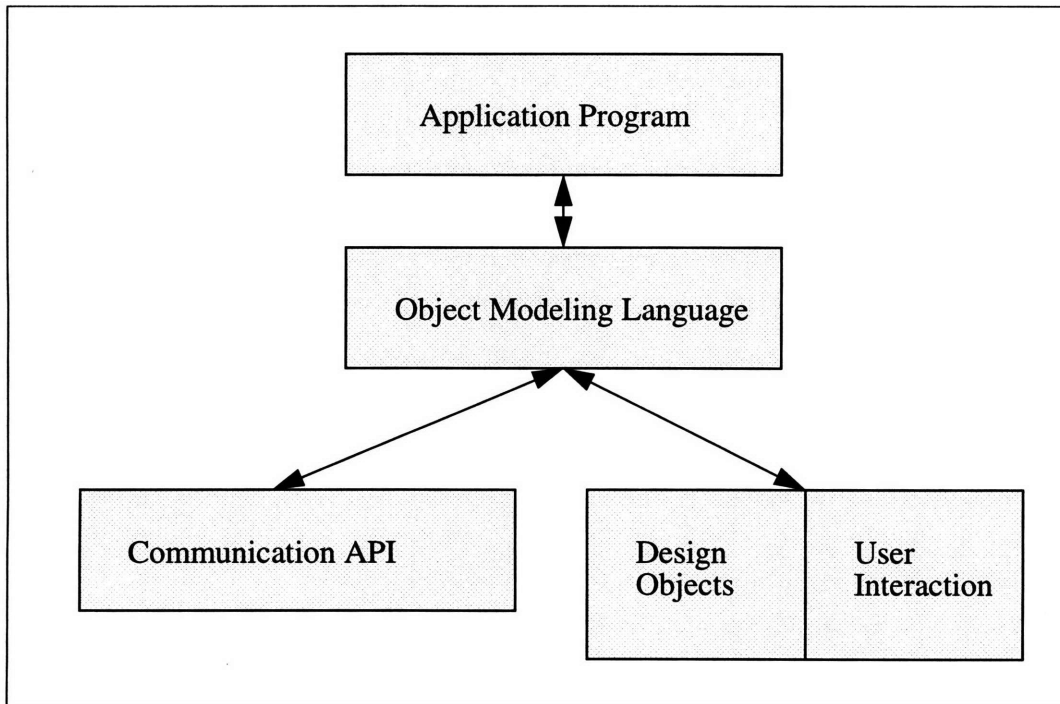 Application Program
Object Modeling Language
Communication API
Design
Objects
User
Interaction